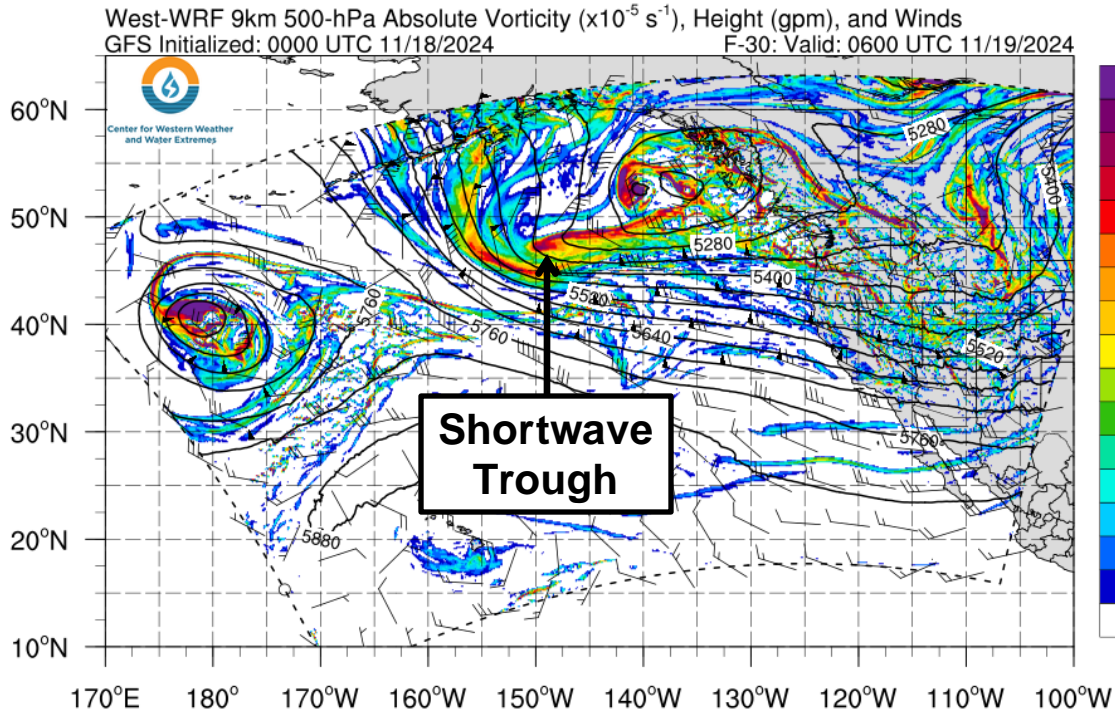 West-WRF 9km 500-hPa Absolute Vorticity (x10⁻⁵ s⁻¹), Height (gpm), and Winds
GFS Initialized: 0000 UTC 11/18/2024 F-30: Valid: 0600 UTC 11/19/2024
Center for Western Weather
and Water Extremes
60°N
50°N
40°N
30°N
20°N
10°N
5280
5400
5280
5400
5520
5640
5760
5760
5520
5760
5880
Shortwave
Trough
170°E 180° 170°W 160°W 150°W 140°W 130°W 120°W 110°W 100°W